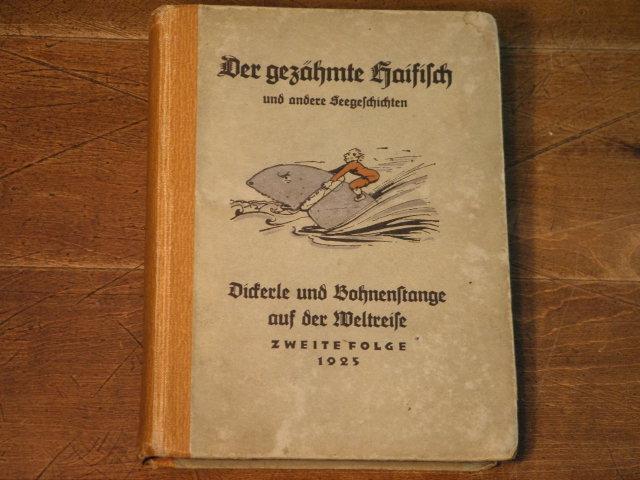 Der gezähmte Haifisch
und andere Seegeschichten
Dickerle und Bohnenstange
auf der Weltreise
ZWEITE FOLGE
1925